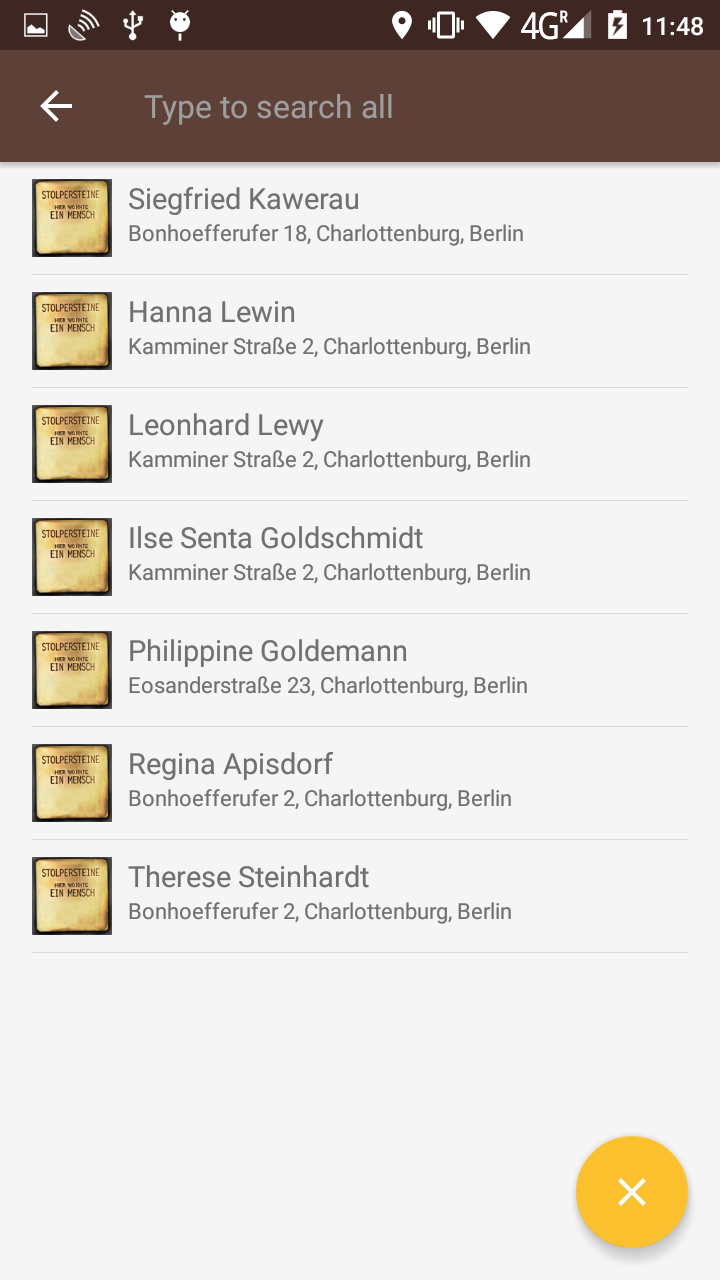 4G R 11:48
Type to search all
STOLPERSTEINE
HIER WOHNTE
EIN MENSCH
Siegfried Kawerau
Bonhoefferufer 18, Charlottenburg, Berlin
STOLPERSTEINE
HIER WOHNTE
EIN MENSCH
Hanna Lewin
Kamminer Straße 2, Charlottenburg, Berlin
STOLPERSTEINE
HIER WOHNTE
EIN MENSCH
Leonhard Lewy
Kamminer Straße 2, Charlottenburg, Berlin
STOLPERSTEINE
HIER WOHNTE
EIN MENSCH
Ilse Senta Goldschmidt
Kamminer Straße 2, Charlottenburg, Berlin
STOLPERSTEINE
HIER WOHNTE
EIN MENSCH
Philippine Goldemann
Eosanderstraße 23, Charlottenburg, Berlin
STOLPERSTEINE
HIER WOHNTE
EIN MENSCH
Regina Apisdorf
Bonhoefferufer 2, Charlottenburg, Berlin
STOLPERSTEINE
HIER WOHNTE
EIN MENSCH
Therese Steinhardt
Bonhoefferufer 2, Charlottenburg, Berlin